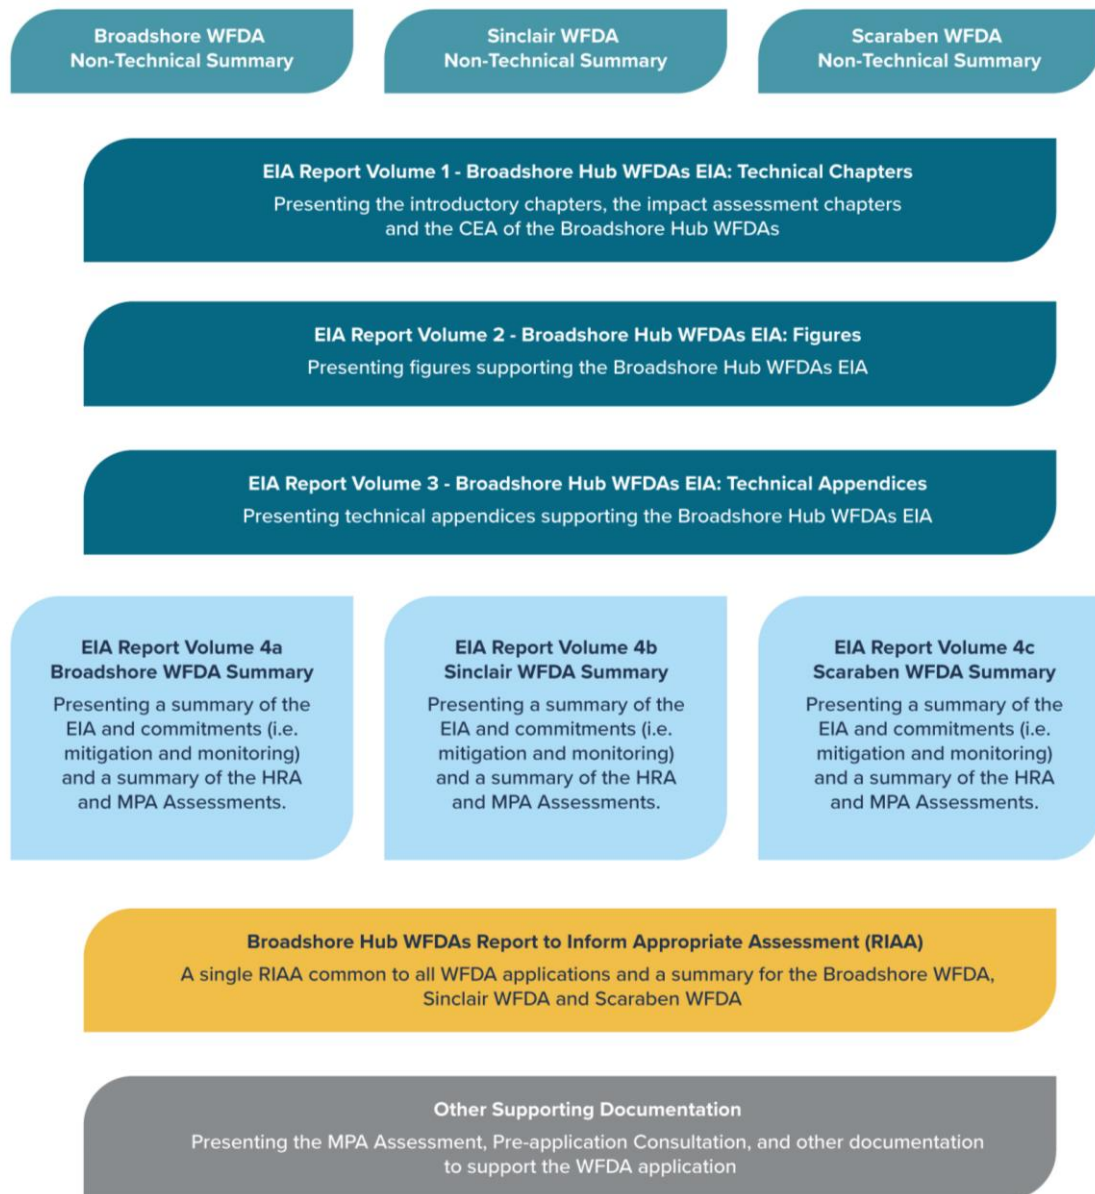 Broadshore WFDA
Non-Technical Summary
Sinclair WFDA
Non-Technical Summary
Scaraben WFDA
Non-Technical Summary
EIA Report Volume 1 - Broadshore Hub WFDAs EIA: Technical Chapters
Presenting the introductory chapters, the impact assessment chapters
and the CEA of the Broadshore Hub WFDAs
EIA Report Volume 2 - Broadshore Hub WFDAs EIA: Figures
Presenting figures supporting the Broadshore Hub WFDAs EIA
EIA Report Volume 3 - Broadshore Hub WFDAs EIA: Technical Appendices
Presenting technical appendices supporting the Broadshore Hub WFDAs EIA
EIA Report Volume 4a
Broadshore WFDA Summary
Presenting a summary of the
EIA and commitments (i.e.
mitigation and monitoring)
and a summary of the HRA
and MPA Assessments.
EIA Report Volume 4b
Sinclair WFDA Summary
Presenting a summary of the
EIA and commitments (i.e.
mitigation and monitoring)
and a summary of the HRA
and MPA Assessments.
EIA Report Volume 4c
Scaraben WFDA Summary
Presenting a summary of the
EIA and commitments (i.e.
mitigation and monitoring)
and a summary of the HRA
and MPA Assessments.
Broadshore Hub WFDAs Report to Inform Appropriate Assessment (RIAA)
A single RIAA common to all WFDA applications and a summary for the Broadshore WFDA,
Sinclair WFDA and Scaraben WFDA
Other Supporting Documentation
Presenting the MPA Assessment, Pre-application Consultation, and other documentation
to support the WFDA application